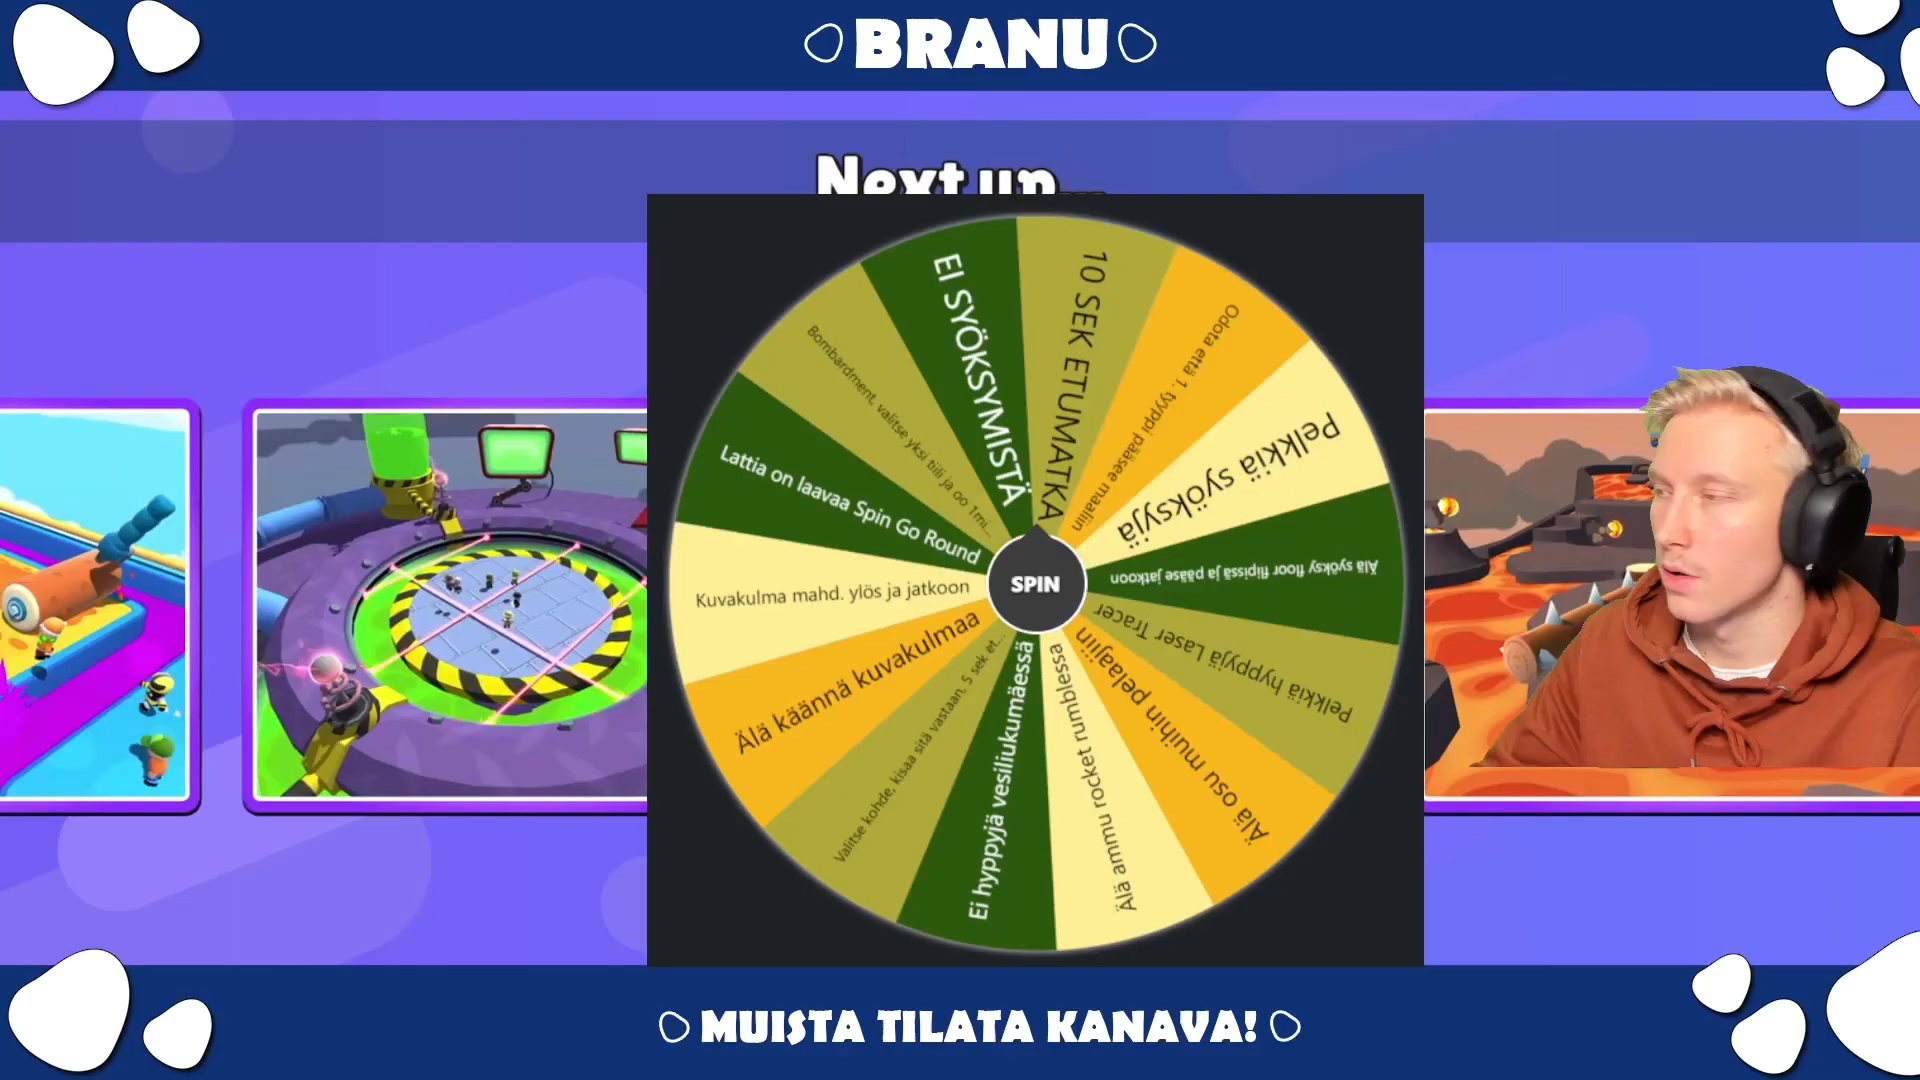 BRANU
Next up...
10 SEK ETUMATKA
Odota että 1. tyyppi pääsee maaliin
Pelkkiä syöksyjä
Älä syöksy floor flipissä ja pääse jatkoon
Pelkkiä hyppyjä Laser Tracer
Älä osu muihin pelaajiin
Älä ammu rocket rumblessa
Ei hyppyjä vesiliukumäessä
Valitse kohde, kisaa sitä vastaan, 5 sek et...
Älä käännä kuvakulmaa
Kuvakulma mahd. ylös ja jatkoon
Lattia on laavaa Spin Go Round
Bombardment, valitse yksi tiili ja oo 1mi...
EI SYÖKSYMISTÄ
SPIN
MUISTA TILATA KANAVA!